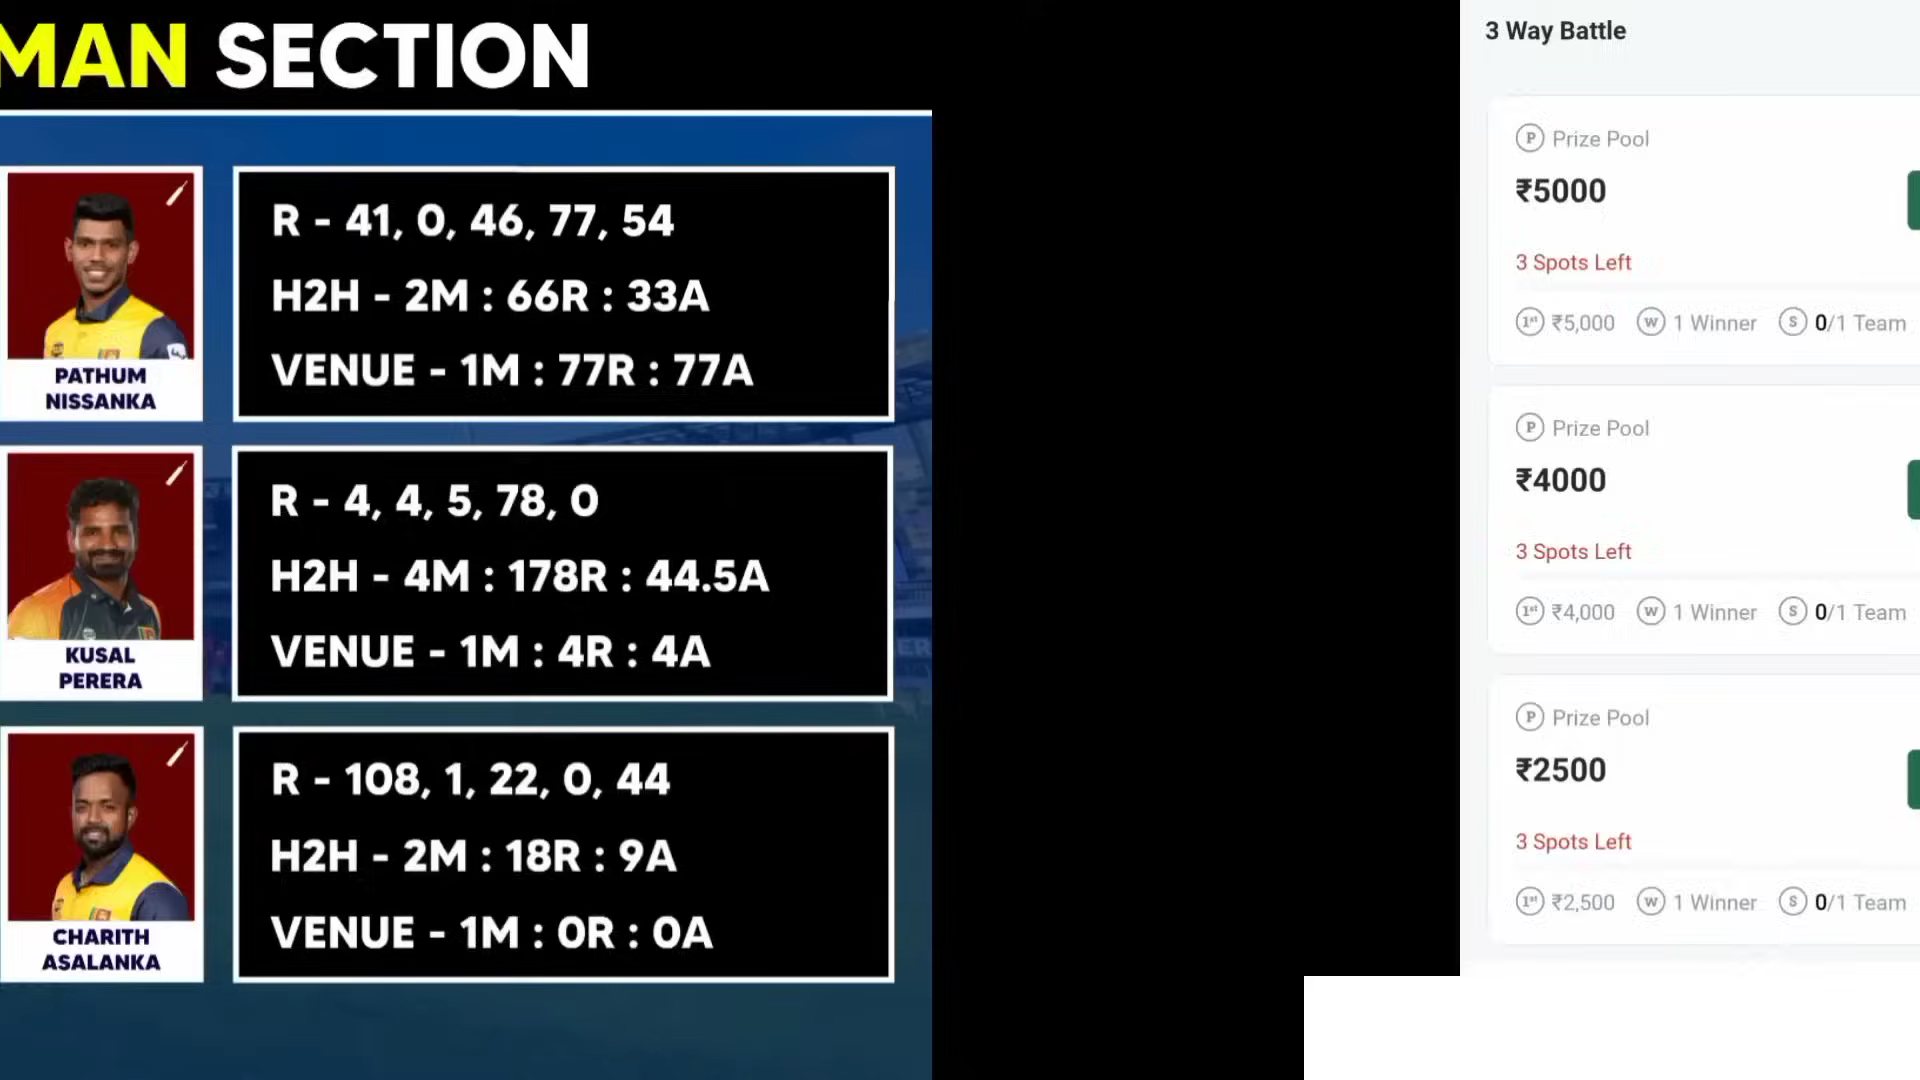 MAN SECTION
PATHUM
NISSANKA
R - 41, 0, 46, 77, 54
H2H - 2M : 66R : 33A
VENUE - 1M : 77R : 77A
KUSAL
PERERA
R - 4, 4, 5, 78, 0
H2H - 4M : 178R : 44.5A
VENUE - 1M : 4R : 4A
CHARITH
ASALANKA
R - 108, 1, 22, 0, 44
H2H - 2M : 18R : 9A
VENUE - 1M : 0R : 0A
3 Way Battle
P Prize Pool
₹5000
3 Spots Left
1st ₹5,000 W 1 Winner S 0/1 Team
P Prize Pool
₹4000
3 Spots Left
1st ₹4,000 W 1 Winner S 0/1 Team
P Prize Pool
₹2500
3 Spots Left
1st ₹2,500 W 1 Winner S 0/1 Team